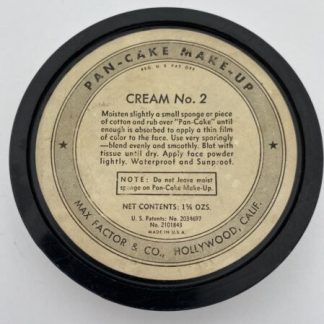 PAN-CAKE MAKE-UP
REG. U.S. PAT. OFF.
CREAM No. 2
Moisten slightly a small sponge or piece
of cotton and rub over "Pan-Cake" until
enough is absorbed to apply a thin film
of color to the face. Use very sparingly
—blend evenly and smoothly. Blot with
tissue until dry. Apply face powder
lightly. Waterproof and Sunproof.
NOTE: Do not leave moist
sponge on Pan-Cake Make-Up.
NET CONTENTS: 1¾ OZS.
U. S. Patents: No. 2034697
No. 2101843
MADE IN U.S.A.
MAX FACTOR & CO., HOLLYWOOD, CALIF.